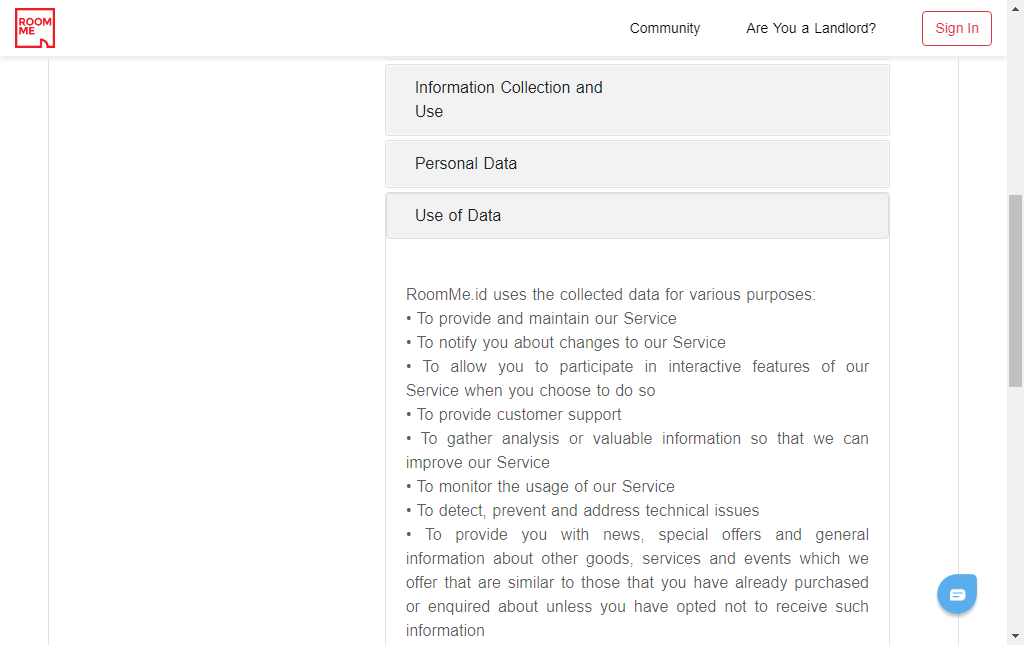 ROOM
ME
Community
Are You a Landlord?
Sign In
Information Collection and
Use
Personal Data
Use of Data
RoomMe.id uses the collected data for various purposes:
• To provide and maintain our Service
• To notify you about changes to our Service
• To allow you to participate in interactive features of our
Service when you choose to do so
• To provide customer support
• To gather analysis or valuable information so that we can
improve our Service
• To monitor the usage of our Service
• To detect, prevent and address technical issues
• To provide you with news, special offers and general
information about other goods, services and events which we
offer that are similar to those that you have already purchased
or enquired about unless you have opted not to receive such
information